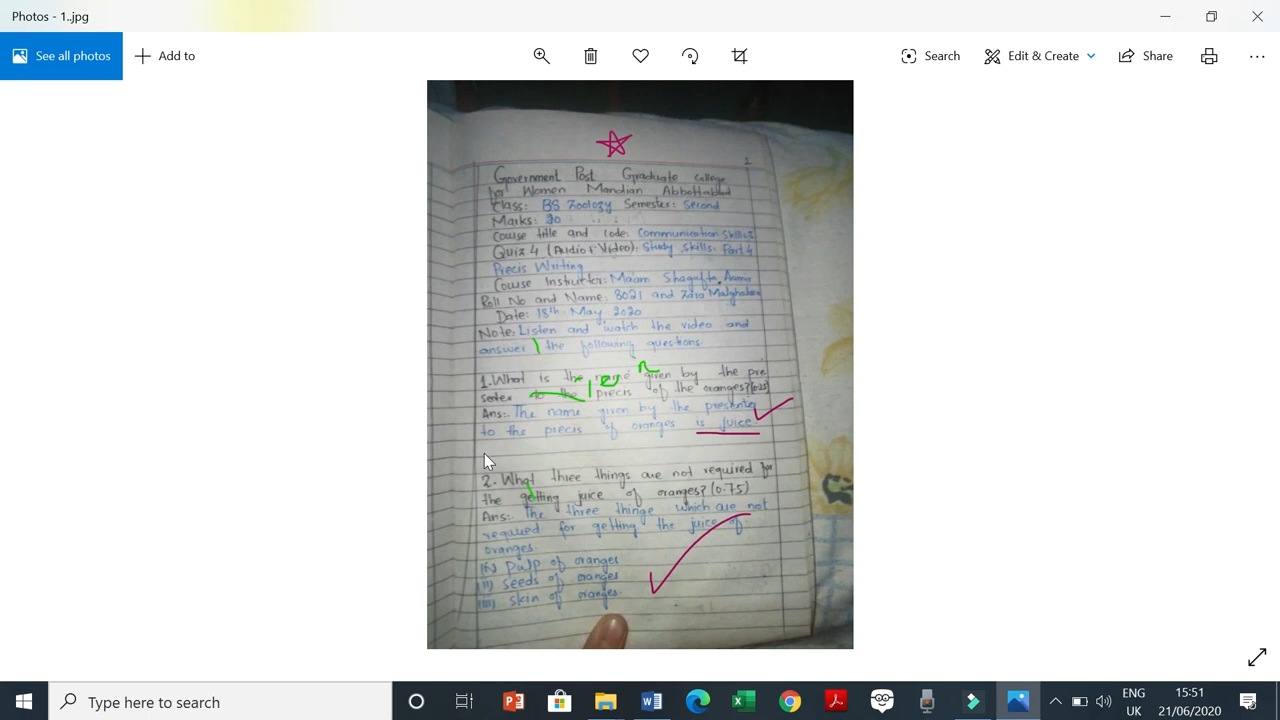 Photos - 1..jpg
See all photos
Add to
Search
Edit & Create
Share
1
Government Post Graduate College
for Women Mandian Abbottabad
Class: BS Zoology Semester: Second
Marks: 20
Course title and code: Communication Skills
Quiz 4 (Audio+Video): Study Skills: Part 4
Precis Writing
Course Instructor: Maam Shagufta Aamir
Roll No and Name: 8021 and Zara
Date: 18th May 2020
Note: Listen and watch the video and
answer the following questions.
1. What is the name given by the pre
senter to the precis of the oranges? (0.25)
Ans:. The name given by the presenter
to the precis of oranges is juice.
2. What three things are not required for
the getting juice of oranges? (0.75)
Ans:. The three things which are not
required for getting the juice of
oranges.
(i) pulp of oranges
(ii) seeds of oranges
(iii) skin of oranges.
Type here to search
ENG
UK
15:51
21/06/2020